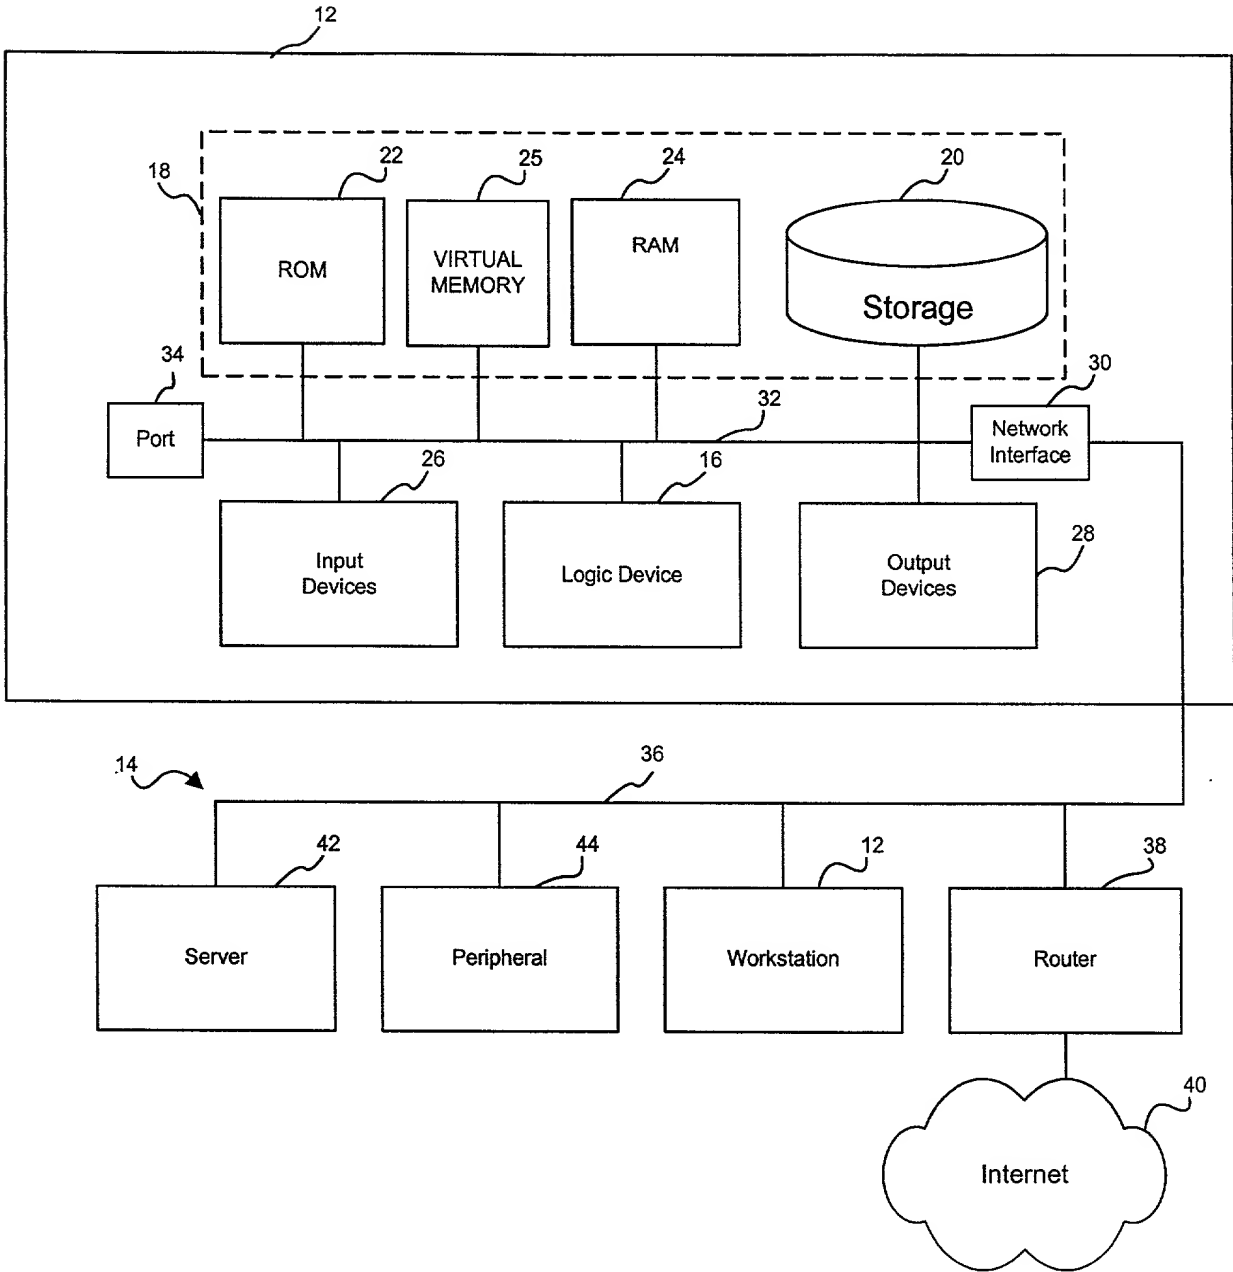 12
18
22
25
24
20
ROM
VIRTUAL
MEMORY
RAM
Storage
34
Port
32
30
Network
Interface
26
16
28
Input
Devices
Logic Device
Output
Devices
14
36
42
44
12
38
Server
Peripheral
Workstation
Router
40
Internet